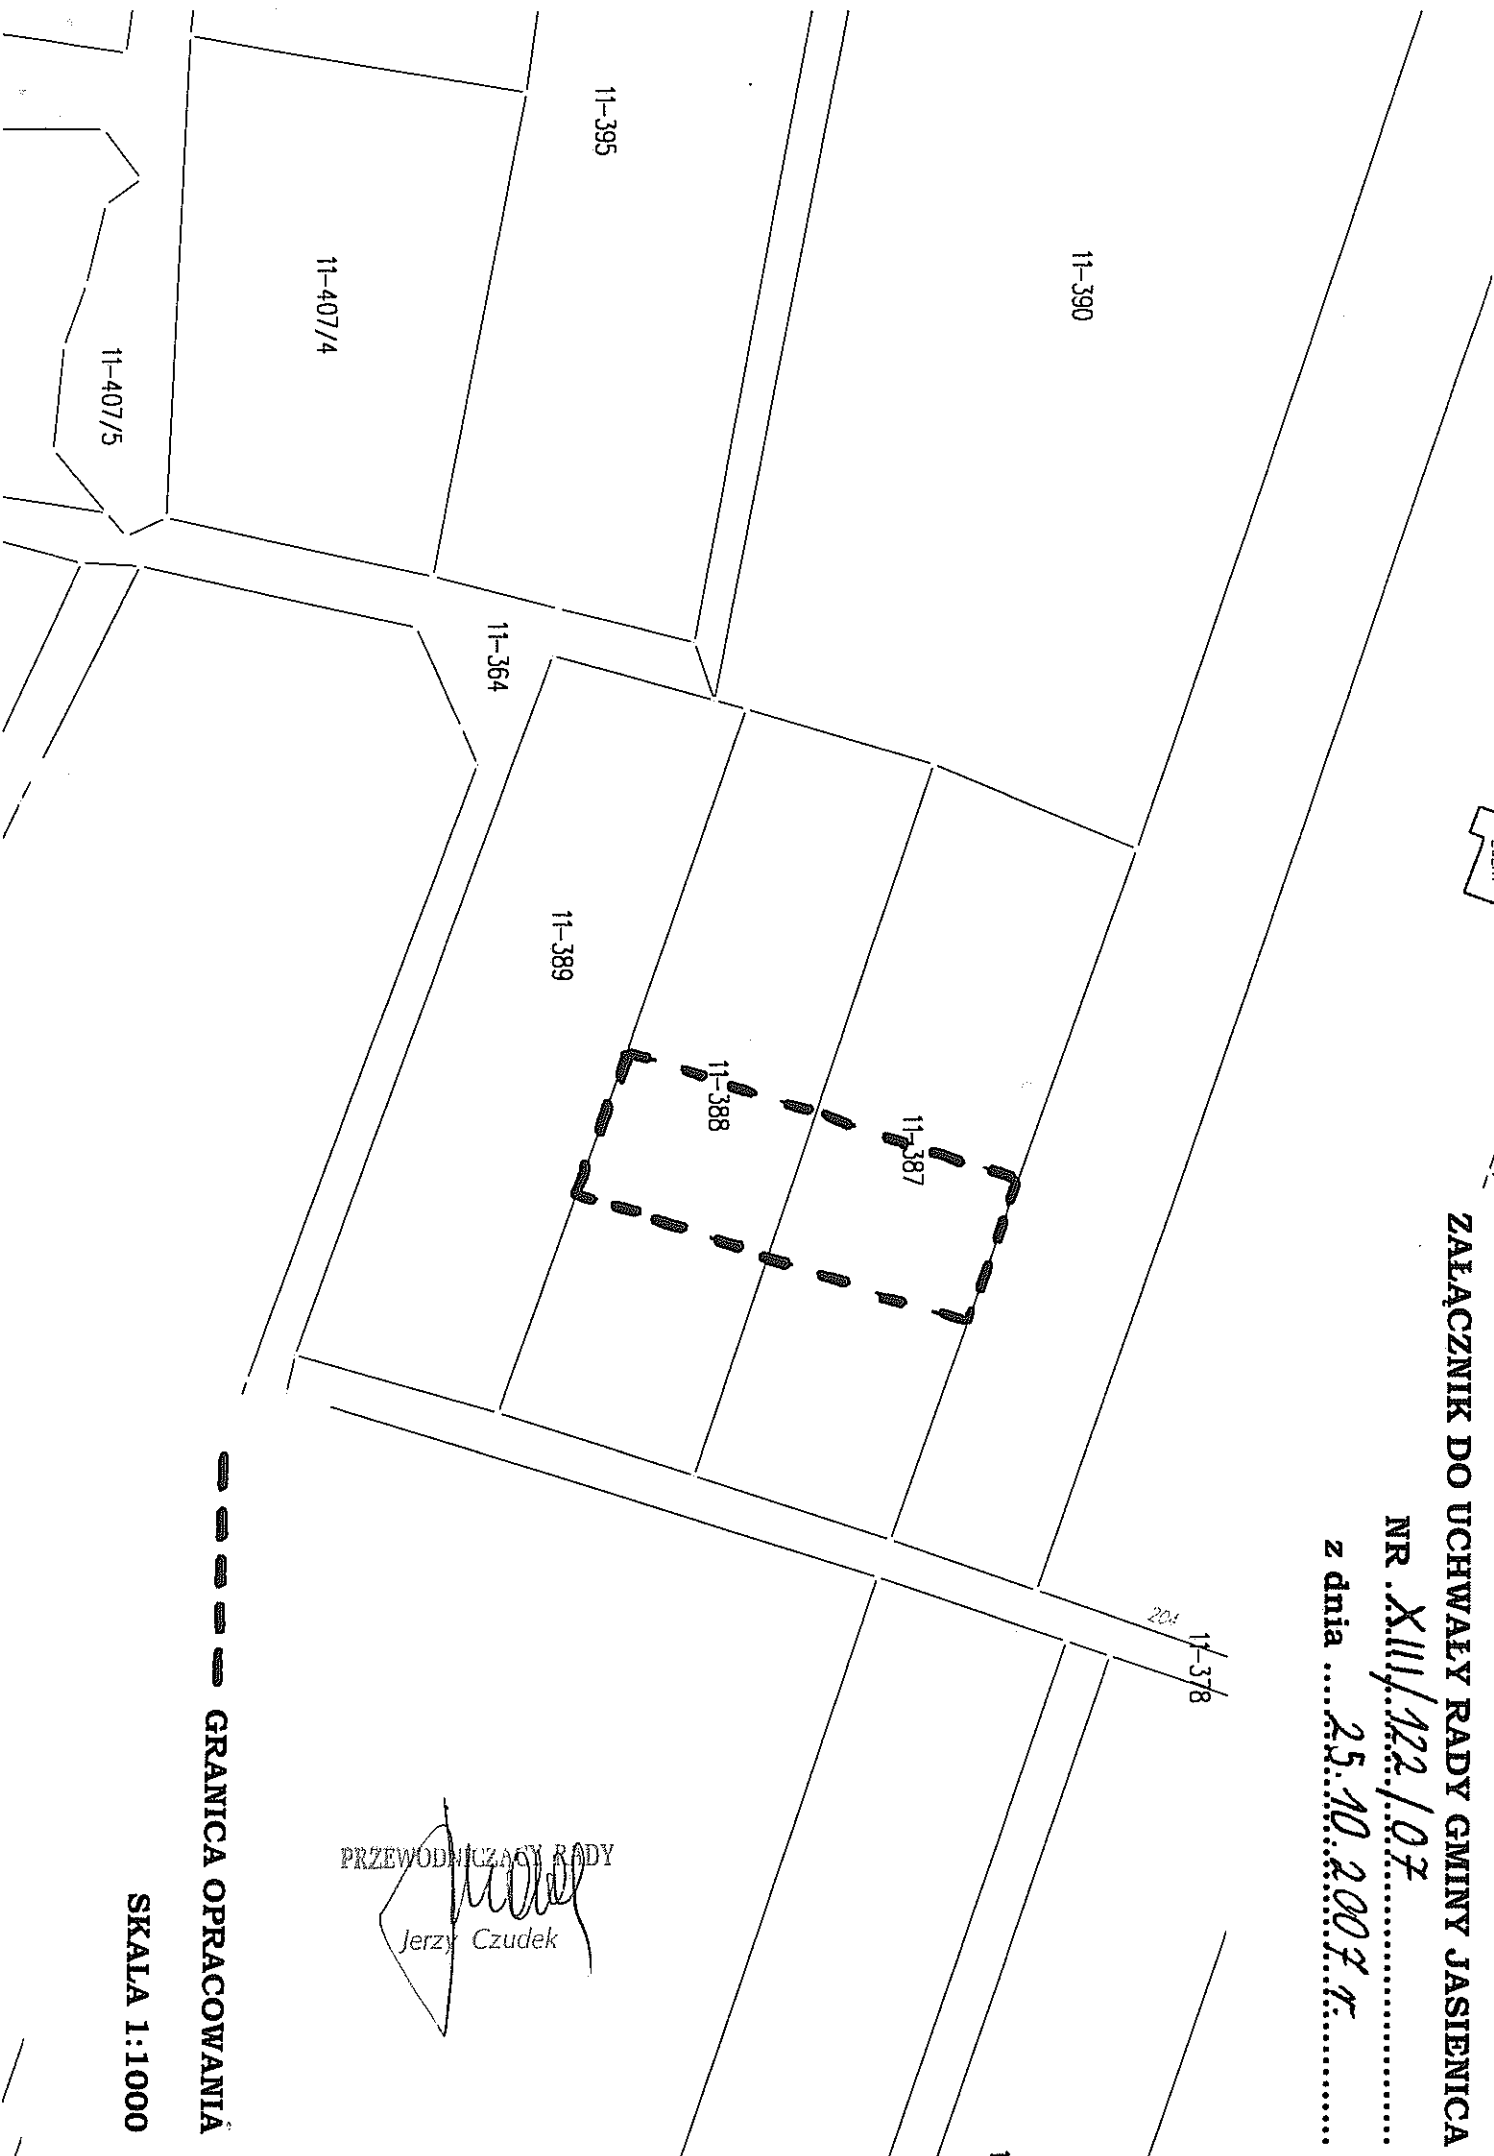 ZAŁĄCZNIK DO UCHWAŁY RADY GMINY JASIENICA
NR ..XIII/122/07..............
z dnia .....25.10.2007 r..........
11-395
11-390
11-407/4
11-407/5
11-364
11-389
11-388
11-387
204
11-378
GRANICA OPRACOWANIA
SKALA 1:1000
PRZEWODNICZĄCY RADY
Jerzy Czudek